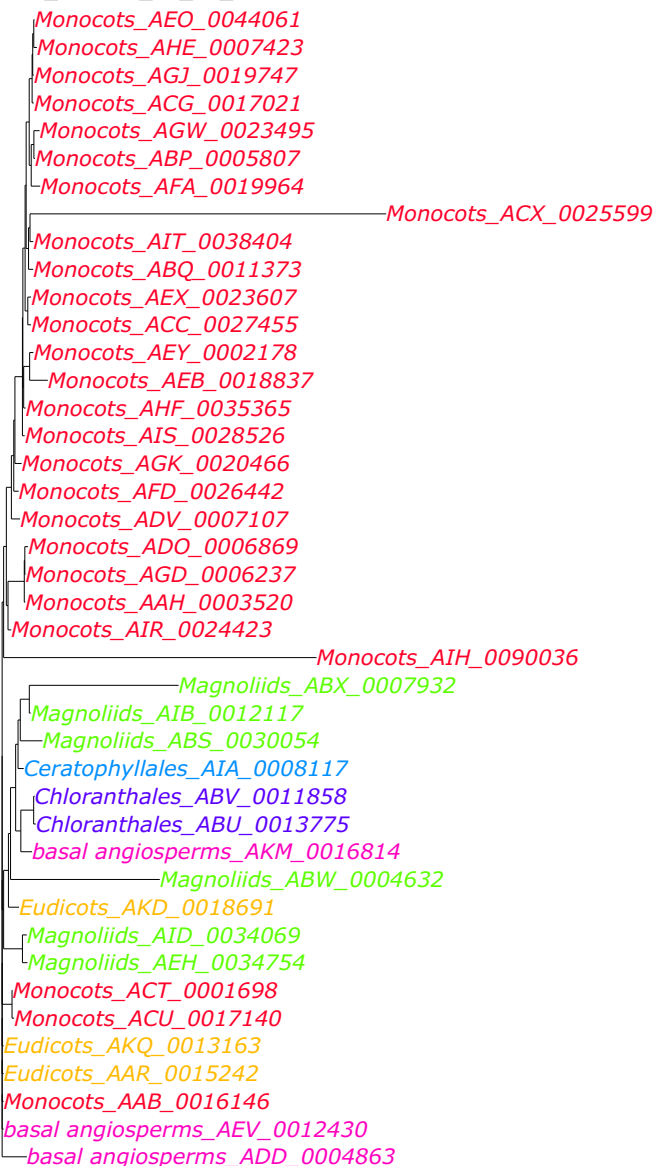 Monocots_AEO_0044061
Monocots_AHE_0007423
Monocots_AGJ_0019747
Monocots_ACG_0017021
Monocots_AGW_0023495
Monocots_ABP_0005807
Monocots_AFA_0019964
Monocots_ACX_0025599
Monocots_AIT_0038404
Monocots_ABQ_0011373
Monocots_AEX_0023607
Monocots_ACC_0027455
Monocots_AEY_0002178
Monocots_AEB_0018837
Monocots_AHF_0035365
Monocots_AIS_0028526
Monocots_AGK_0020466
Monocots_AFD_0026442
Monocots_ADV_0007107
Monocots_ADO_0006869
Monocots_AGD_0006237
Monocots_AAH_0003520
Monocots_AIR_0024423
Monocots_AIH_0090036
Magnoliids_ABX_0007932
Magnoliids_AIB_0012117
Magnoliids_ABS_0030054
Ceratophyllales_AIA_0008117
Chloranthales_ABV_0011858
Chloranthales_ABU_0013775
basal angiosperms_AKM_0016814
Magnoliids_ABW_0004632
Eudicots_AKD_0018691
Magnoliids_AID_0034069
Magnoliids_AEH_0034754
Monocots_ACT_0001698
Monocots_ACU_0017140
Eudicots_AKQ_0013163
Eudicots_AAR_0015242
Monocots_AAB_0016146
basal angiosperms_AEV_0012430
basal angiosperms_ADD_0004863